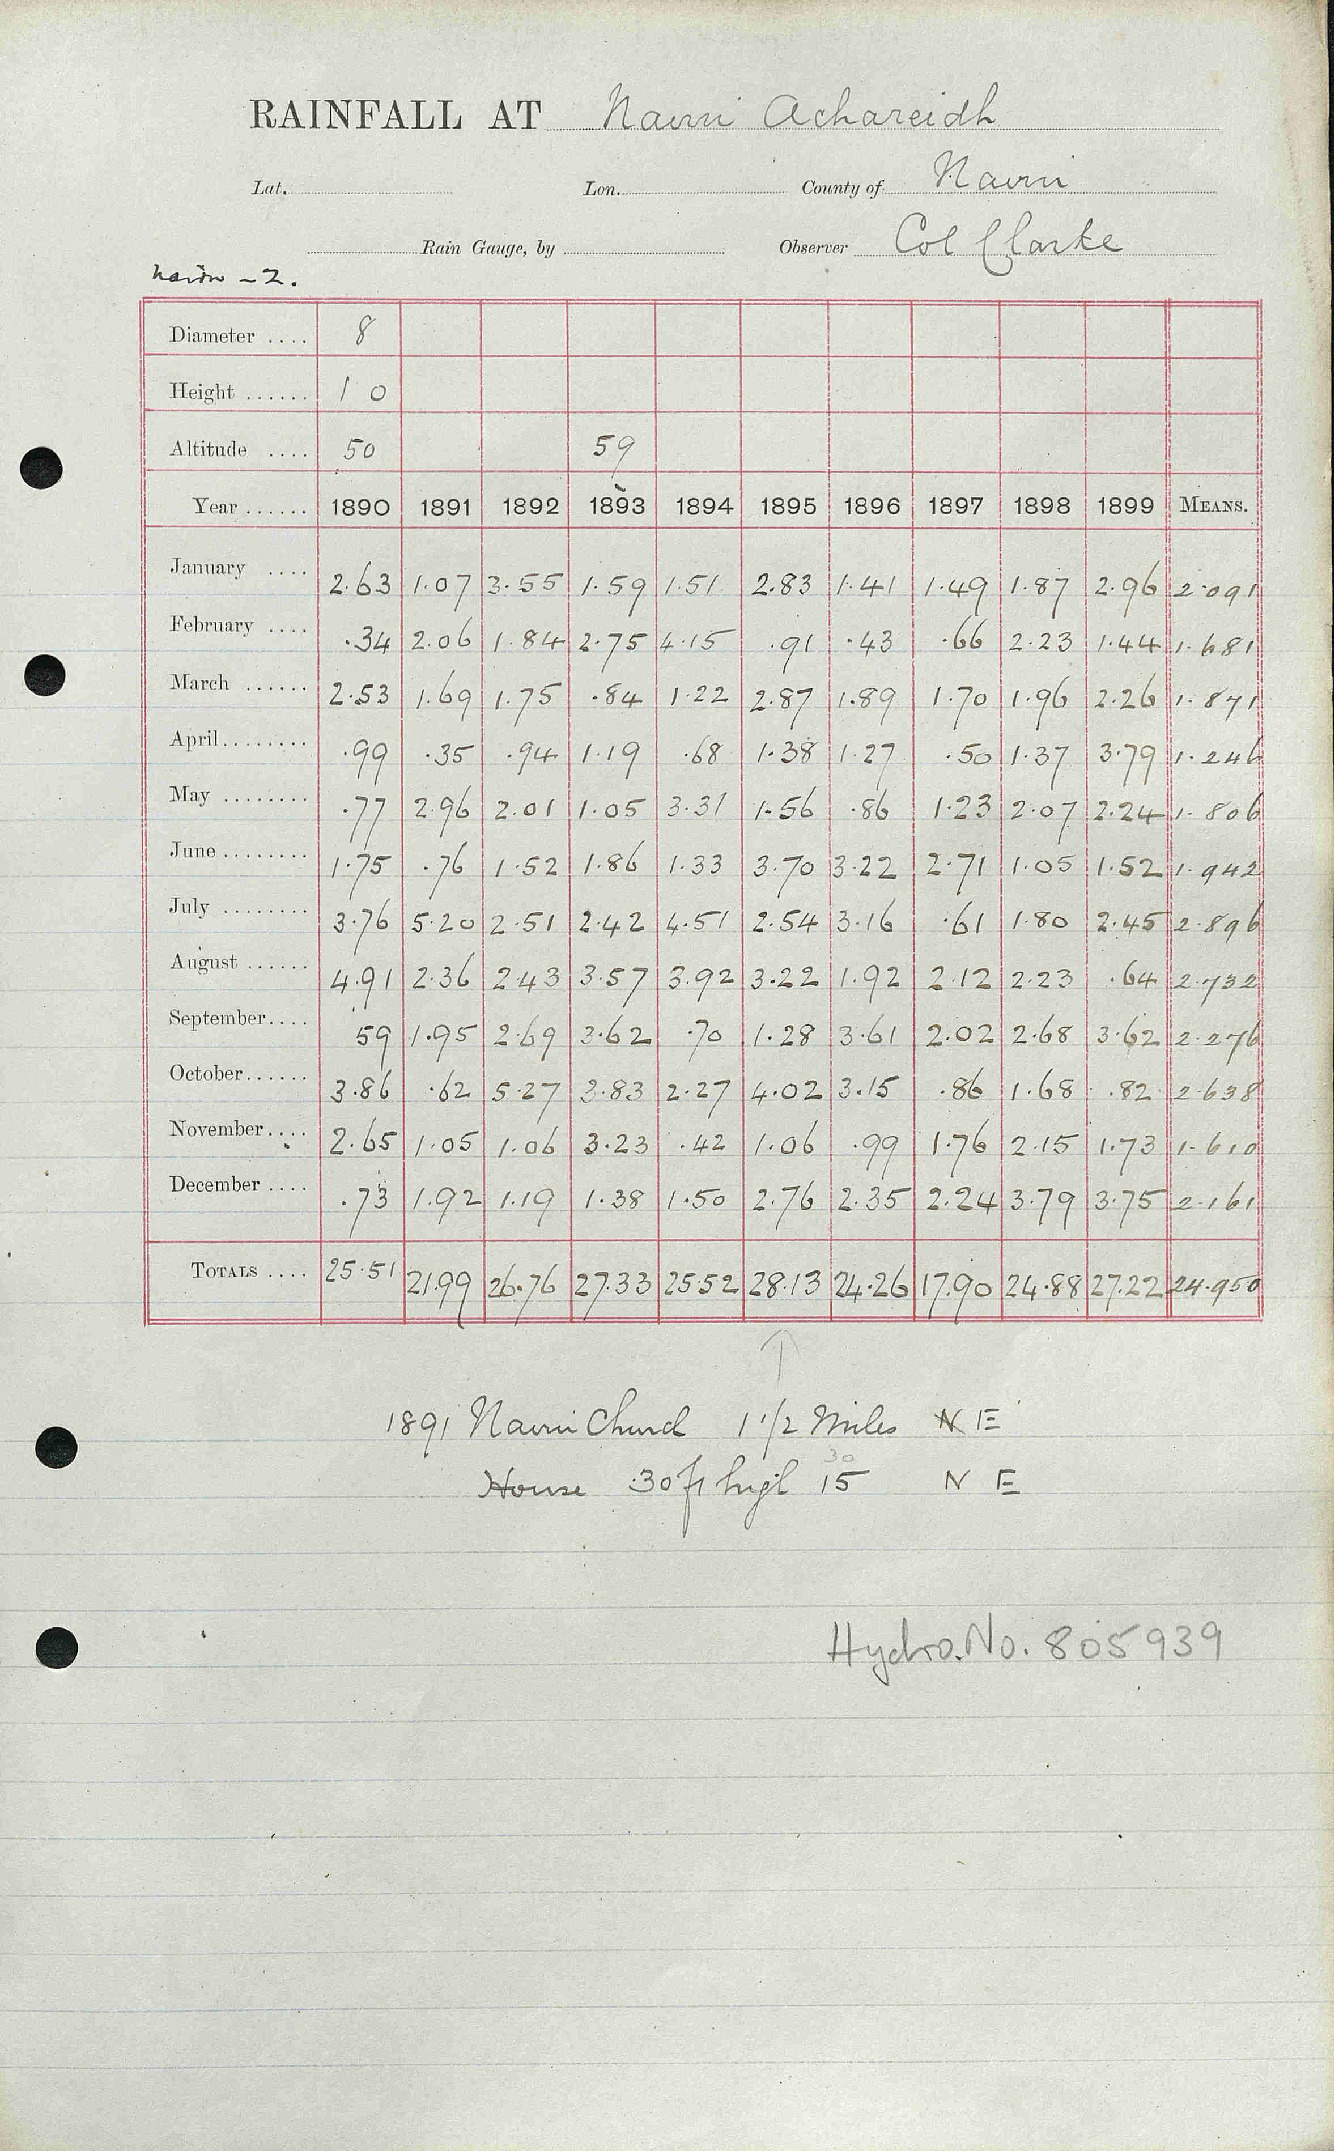 RAINFALL AT Nairn Achareidh
Lat. Lon. County of Nairn
Rain Gauge, by Observer Col Clarke
Nairn - 2.
Diameter .... 8
Height ...... 1 0
Altitude .... 50 59
Year ...... 1890 1891 1892 1893 1894 1895 1896 1897 1898 1899 MEANS.
January .... 2.63 1.07 3.55 1.59 1.51 2.83 1.41 1.49 1.87 2.96 2.091
February .... .34 2.06 1.84 2.75 4.15 .91 .43 .66 2.23 1.44 1.681
March ...... 2.53 1.69 1.75 .84 1.22 2.87 1.89 1.70 1.96 2.26 1.871
April........ .99 .35 .94 1.19 .68 1.38 1.27 .50 1.37 3.79 1.246
May ........ .77 2.96 2.01 1.05 3.31 1.56 .86 1.23 2.07 2.24 1.806
June........ 1.75 .76 1.52 1.86 1.33 3.70 3.22 2.71 1.05 1.52 1.942
July ........ 3.76 5.20 2.51 2.42 4.51 2.54 3.16 .61 1.80 2.45 2.896
August ...... 4.91 2.36 2.43 3.57 3.92 3.22 1.92 2.12 2.23 .64 2.732
September.... 59 1.95 2.69 3.62 .70 1.28 3.61 2.02 2.68 3.62 2.276
October...... 3.86 .62 5.27 3.83 2.27 4.02 3.15 .86 1.68 .82 2.638
November.... 2.65 1.05 1.06 3.23 .42 1.06 .99 1.76 2.15 1.73 1.610
December .... .73 1.92 1.19 1.38 1.50 2.76 2.35 2.24 3.79 3.75 2.161
TOTALS .... 25.51 21.99 26.76 27.33 25.52 28.13 24.26 17.90 24.88 27.22 24.950
1891 Nairn Church 1 1/2 Miles N E
30
House 30 ft high 15 N E
Hydro. No. 805939